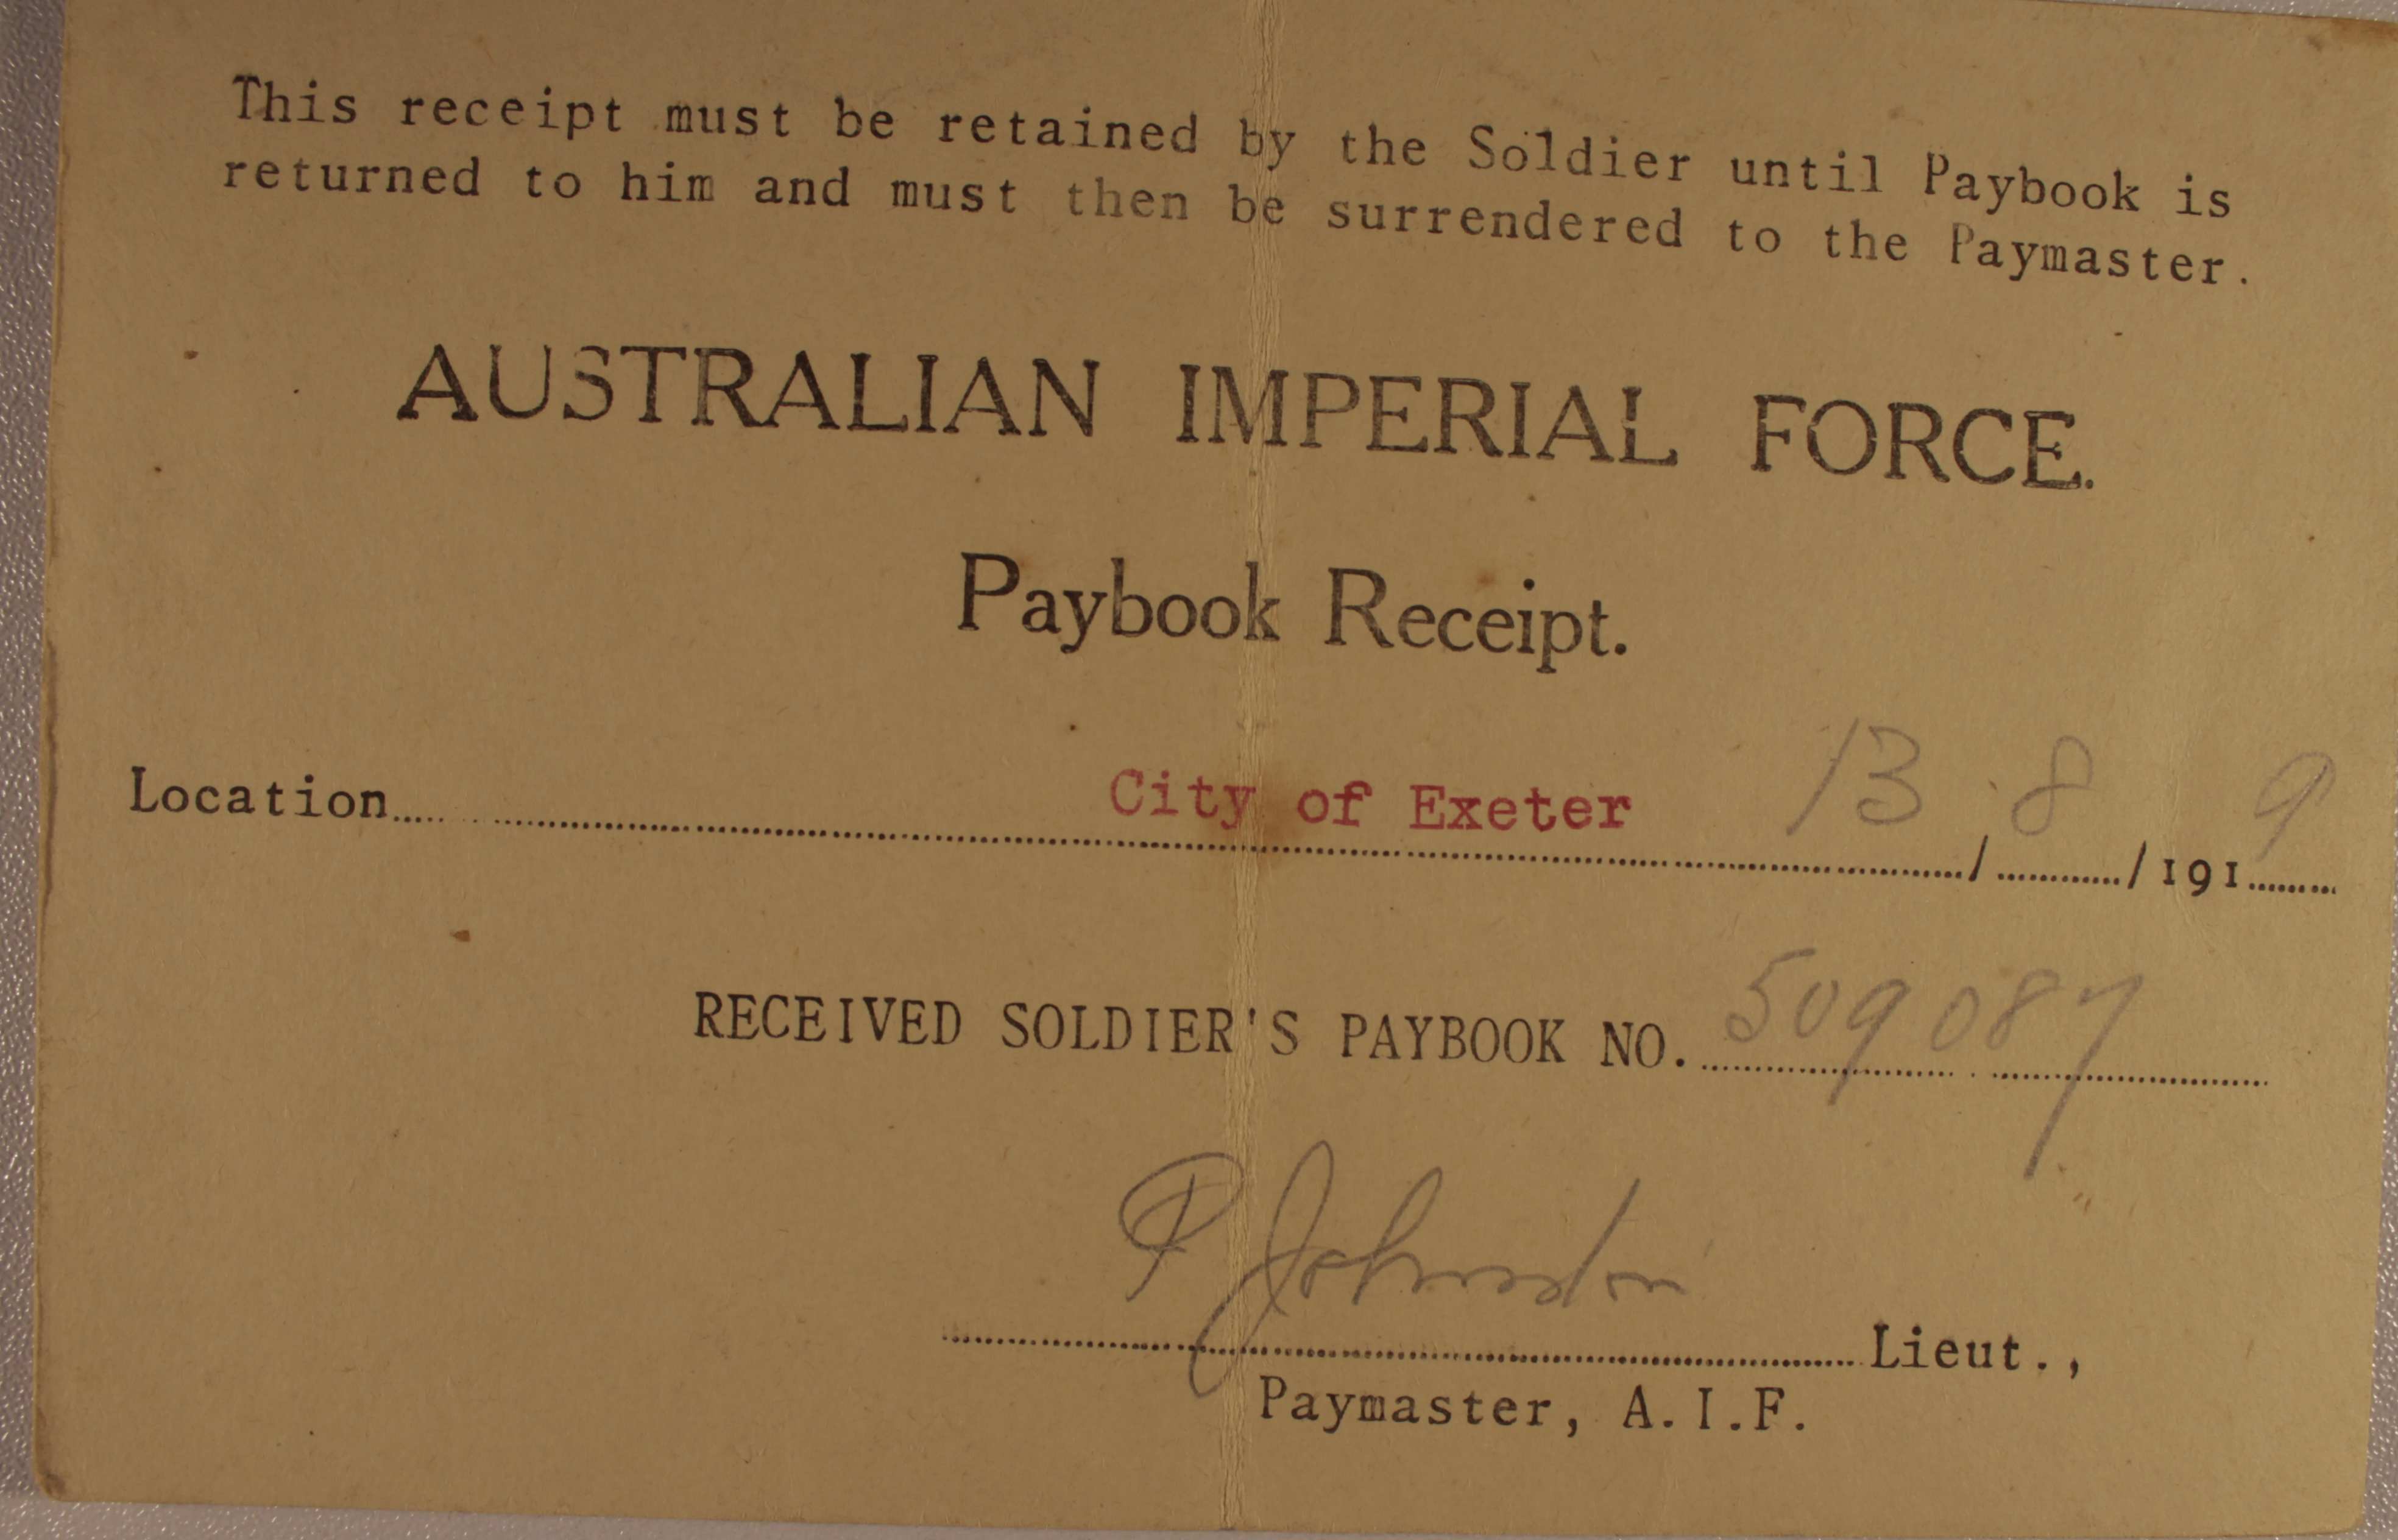 This receipt must be retained by the Soldier until Paybook is
returned to him and must then be surrendered to the Paymaster.
AUSTRALIAN IMPERIAL FORCE.
Paybook Receipt.
Location City of Exeter 13 / 8 / 1919
RECEIVED SOLDIER'S PAYBOOK NO. 509087
P Johnston Lieut.,
Paymaster, A.I.F.